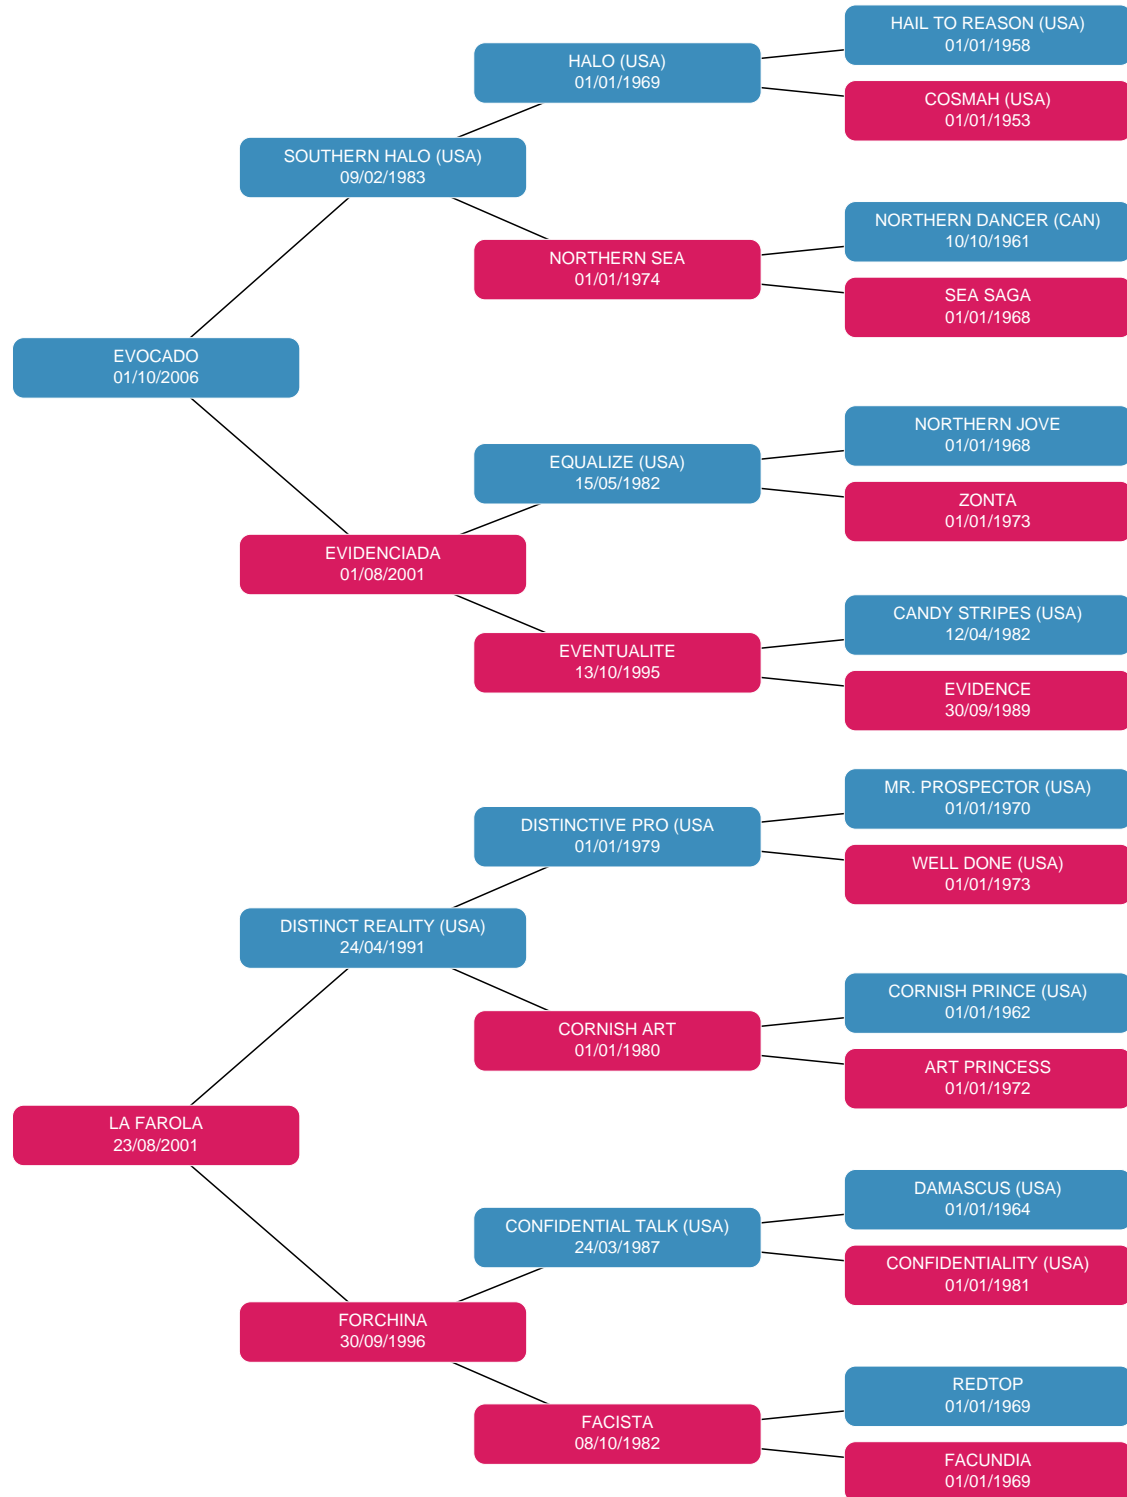 HAIL TO REASON (USA)
01/01/1958
HALO (USA)
01/01/1969
COSMAH (USA)
01/01/1953
SOUTHERN HALO (USA)
09/02/1983
NORTHERN DANCER (CAN)
10/10/1961
NORTHERN SEA
01/01/1974
SEA SAGA
01/01/1968
EVOCADO
01/10/2006
NORTHERN JOVE
01/01/1968
EQUALIZE (USA)
15/05/1982
ZONTA
01/01/1973
EVIDENCIADA
01/08/2001
CANDY STRIPES (USA)
12/04/1982
EVENTUALITE
13/10/1995
EVIDENCE
30/09/1989
MR. PROSPECTOR (USA)
01/01/1970
DISTINCTIVE PRO (USA
01/01/1979
WELL DONE (USA)
01/01/1973
DISTINCT REALITY (USA)
24/04/1991
CORNISH PRINCE (USA)
01/01/1962
CORNISH ART
01/01/1980
ART PRINCESS
01/01/1972
LA FAROLA
23/08/2001
DAMASCUS (USA)
01/01/1964
CONFIDENTIAL TALK (USA)
24/03/1987
CONFIDENTIALITY (USA)
01/01/1981
FORCHINA
30/09/1996
REDTOP
01/01/1969
FACISTA
08/10/1982
FACUNDIA
01/01/1969